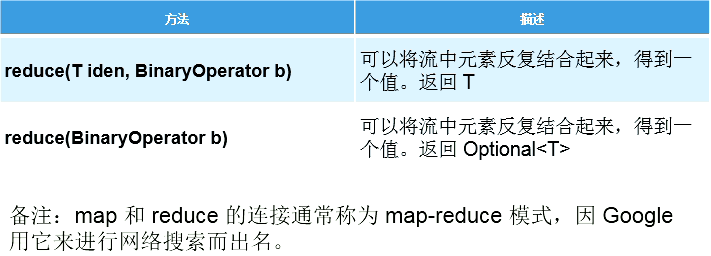 方法 描述
reduce(T iden, BinaryOperator b) 可以将流中元素反复结合起来，得到一
个值。返回 T
reduce(BinaryOperator b) 可以将流中元素反复结合起来，得到一
个值。返回 Optional<T>
备注：map 和 reduce 的连接通常称为 map-reduce 模式，因 Google
用它来进行网络搜索而出名。